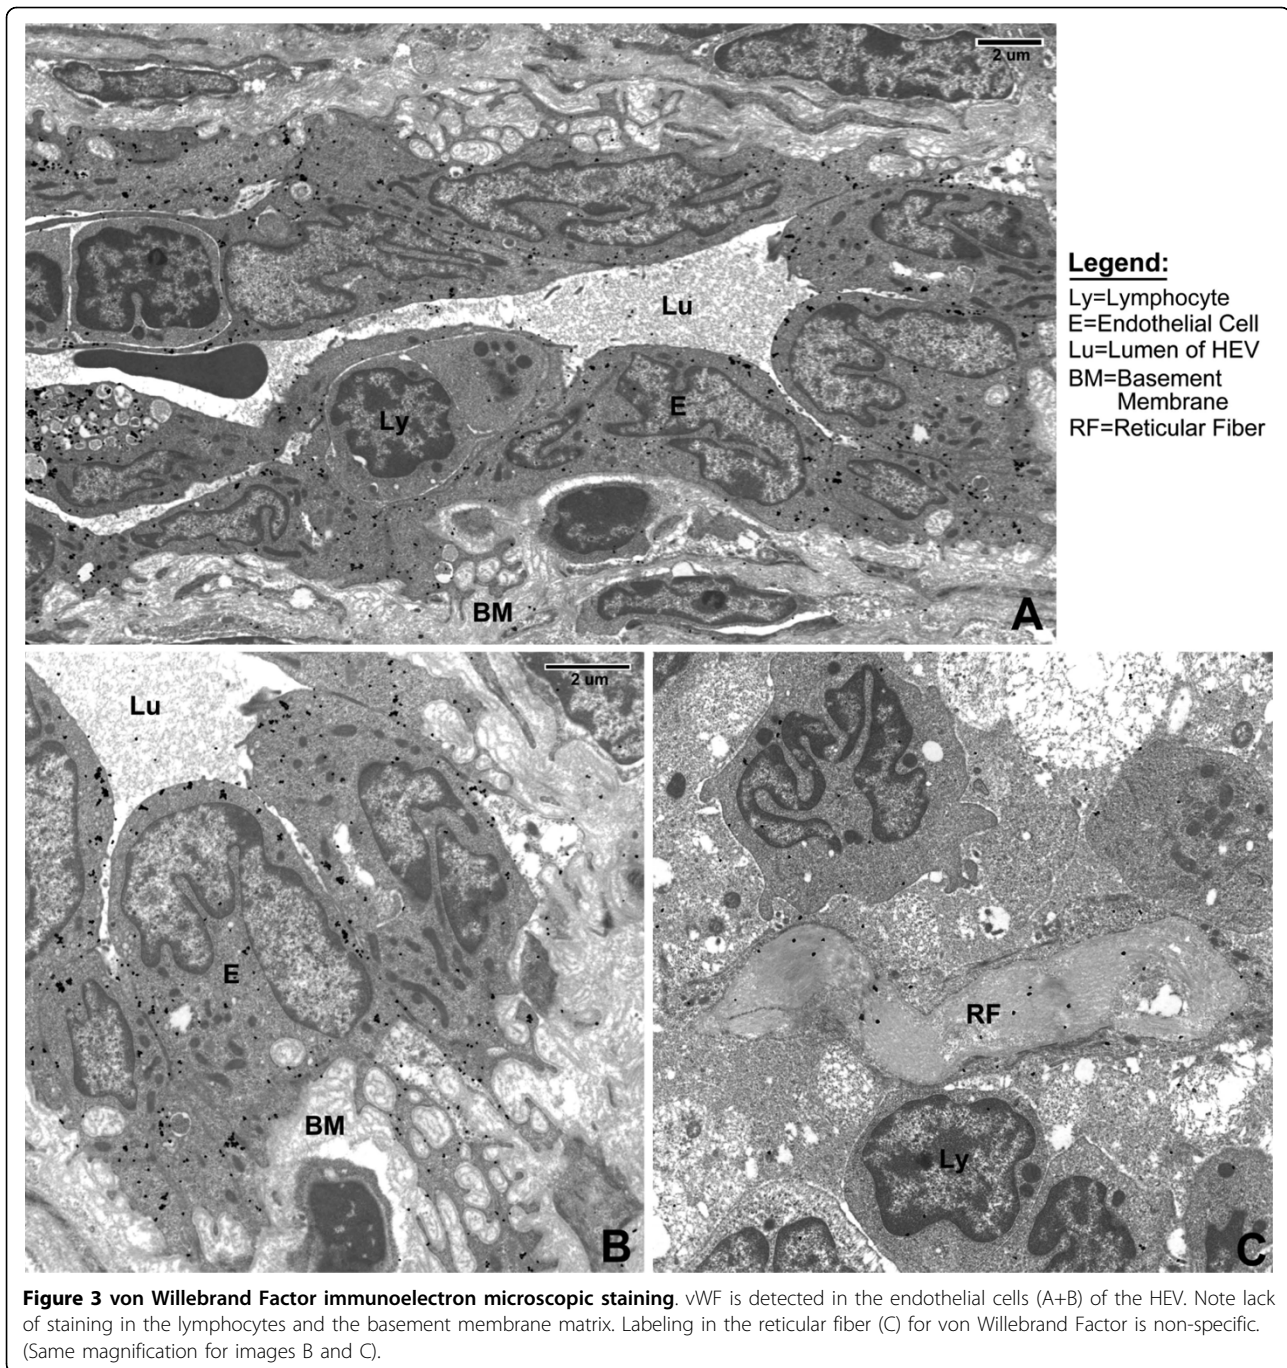 2 um
Legend:
Ly=Lymphocyte
E=Endothelial Cell
Lu=Lumen of HEV
BM=Basement
Membrane
RF=Reticular Fiber
Lu
Ly
E
BM
A
2 um
Lu
E
BM
B
RF
Ly
C
Figure 3 von Willebrand Factor immunoelectron microscopic staining. vWF is detected in the endothelial cells (A+B) of the HEV. Note lack
of staining in the lymphocytes and the basement membrane matrix. Labeling in the reticular fiber (C) for von Willebrand Factor is non-specific.
(Same magnification for images B and C).